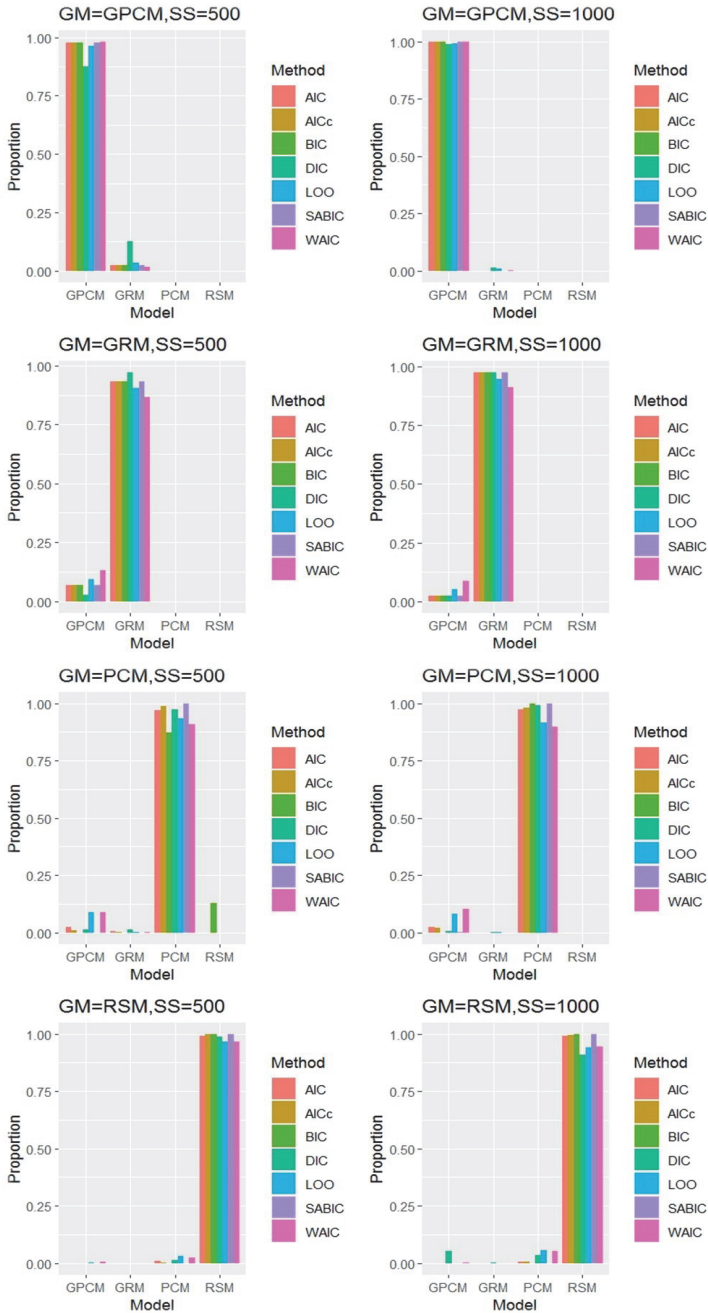 GM=GPCM,SS=500
1.00
0.75
0.50
0.25
0.00
Proportion
GPCM GRM PCM RSM
Model
Method
AIC
AICc
BIC
DIC
LOO
SABIC
WAIC
GM=GPCM,SS=1000
1.00
0.75
0.50
0.25
0.00
Proportion
GPCM GRM PCM RSM
Model
Method
AIC
AICc
BIC
DIC
LOO
SABIC
WAIC
GM=GRM,SS=500
1.00
0.75
0.50
0.25
0.00
Proportion
GPCM GRM PCM RSM
Model
Method
AIC
AICc
BIC
DIC
LOO
SABIC
WAIC
GM=GRM,SS=1000
1.00
0.75
0.50
0.25
0.00
Proportion
GPCM GRM PCM RSM
Model
Method
AIC
AICc
BIC
DIC
LOO
SABIC
WAIC
GM=PCM,SS=500
1.00
0.75
0.50
0.25
0.00
Proportion
GPCM GRM PCM RSM
Model
Method
AIC
AICc
BIC
DIC
LOO
SABIC
WAIC
GM=PCM,SS=1000
1.00
0.75
0.50
0.25
0.00
Proportion
GPCM GRM PCM RSM
Model
Method
AIC
AICc
BIC
DIC
LOO
SABIC
WAIC
GM=RSM,SS=500
1.00
0.75
0.50
0.25
0.00
Proportion
GPCM GRM PCM RSM
Model
Method
AIC
AICc
BIC
DIC
LOO
SABIC
WAIC
GM=RSM,SS=1000
1.00
0.75
0.50
0.25
0.00
Proportion
GPCM GRM PCM RSM
Model
Method
AIC
AICc
BIC
DIC
LOO
SABIC
WAIC